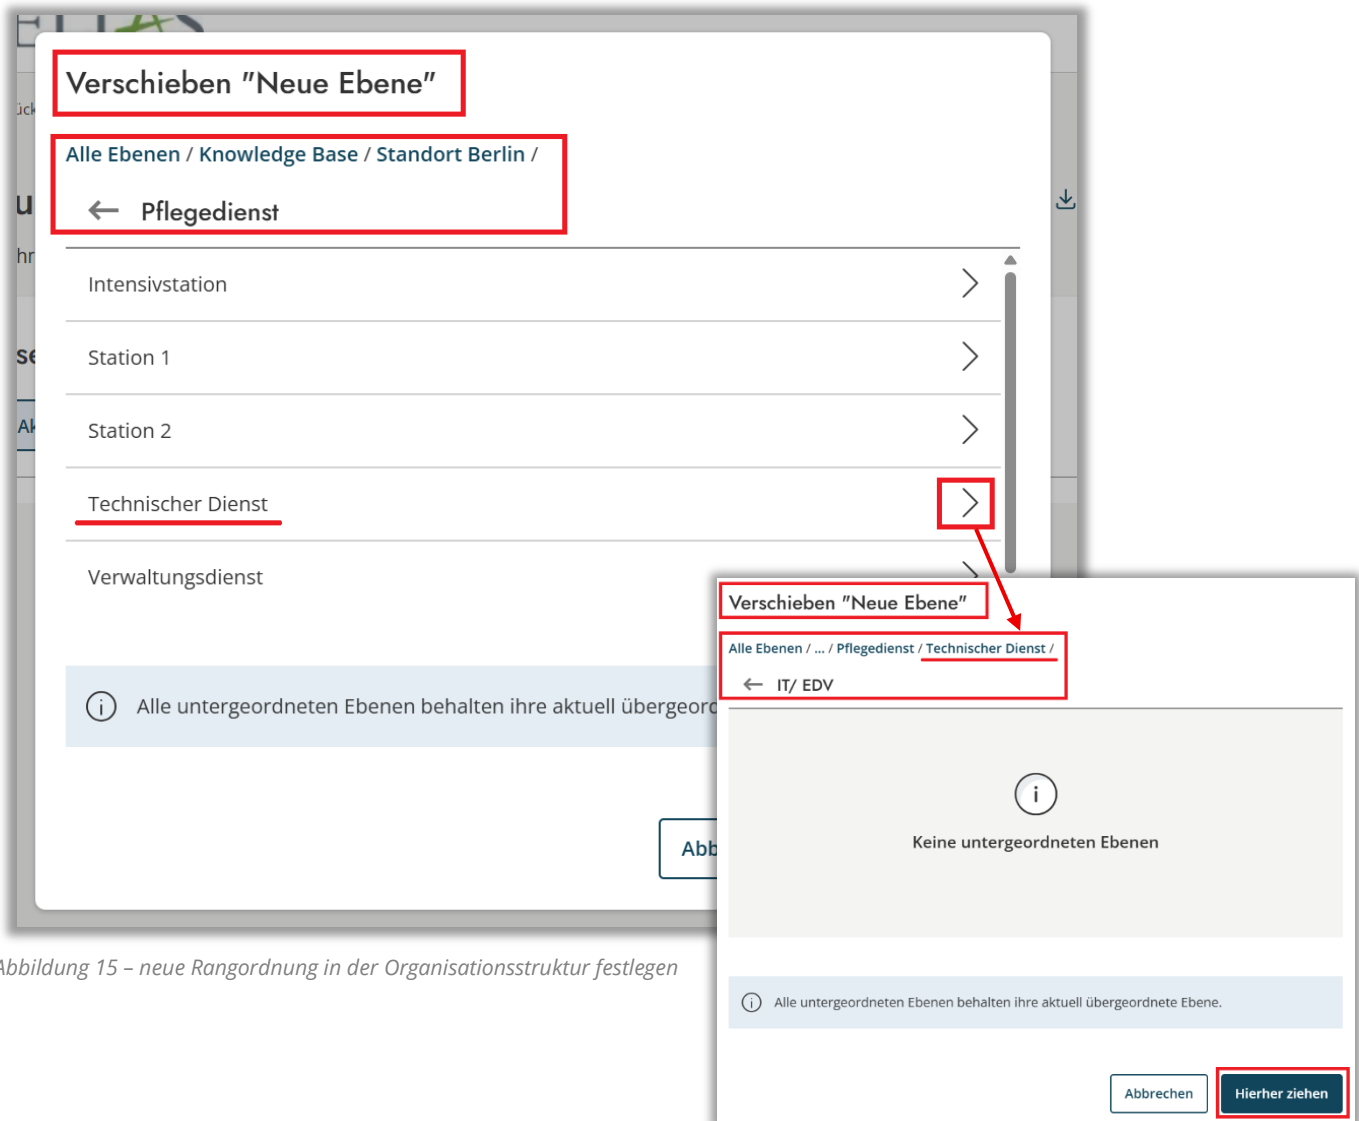 ELIAS
Verschieben "Neue Ebene"
Alle Ebenen / Knowledge Base / Standort Berlin /
← Pflegedienst
Intensivstation
Station 1
Station 2
Technischer Dienst
Verwaltungsdienst
Alle untergeordneten Ebenen behalten ihre aktuell übergeord
Abb
Verschieben "Neue Ebene"
Alle Ebenen / ... / Pflegedienst / Technischer Dienst /
← IT/ EDV
Keine untergeordneten Ebenen
Alle untergeordneten Ebenen behalten ihre aktuell übergeordnete Ebene.
Abbrechen
Hierher ziehen
Abbildung 15 – neue Rangordnung in der Organisationsstruktur festlegen